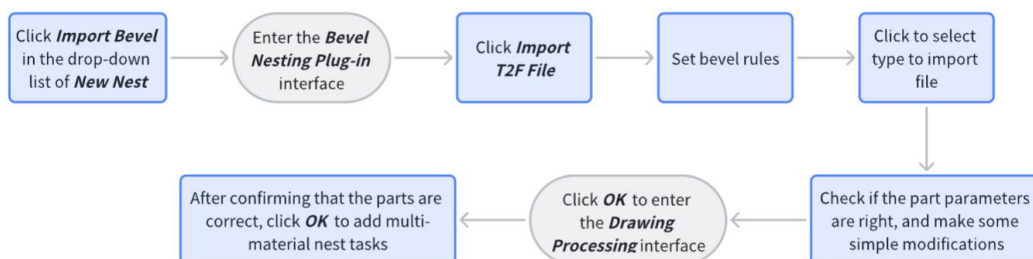 Click Import Bevel
in the drop-down
list of New Nest
Enter the Bevel
Nesting Plug-in
interface
Click Import
T2F File
Set bevel rules
Click to select
type to import
file
Check if the part parameters
are right, and make some
simple modifications
Click OK to enter
the Drawing
Processing interface
After confirming that the parts are
correct, click OK to add multi-
material nest tasks